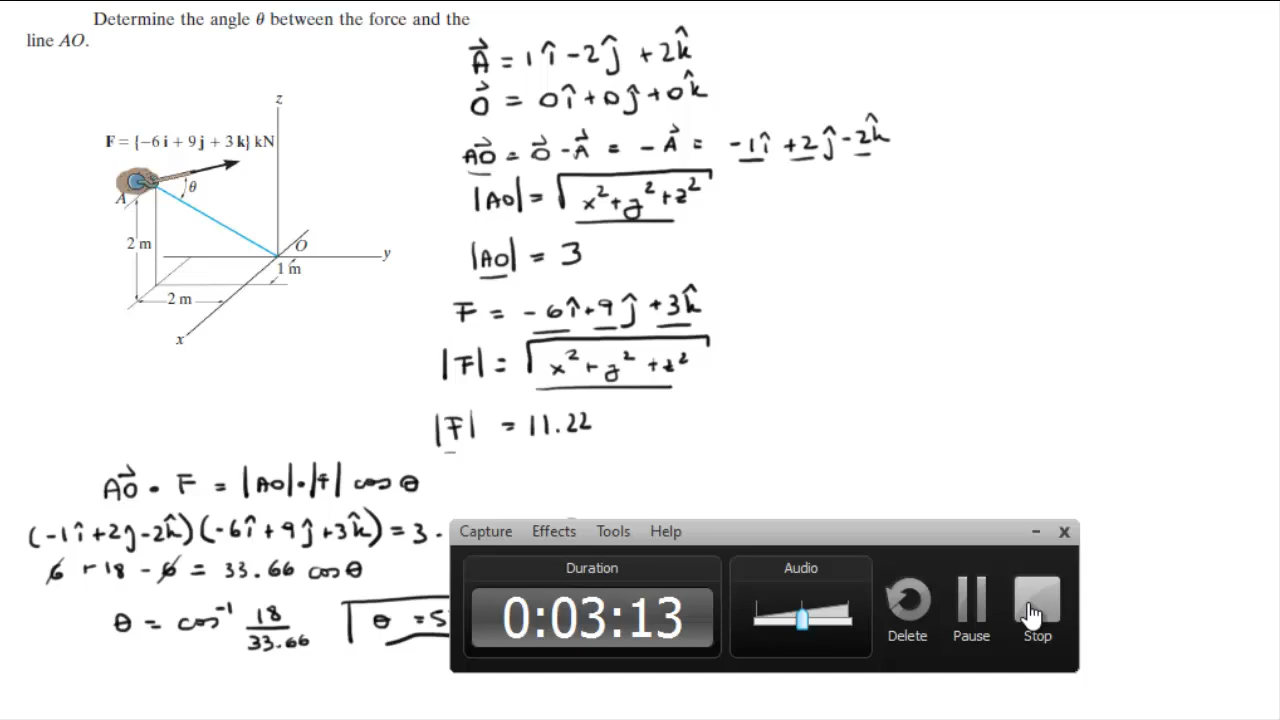 Determine the angle θ between the force and the
line AO.
z
F = {−6 i + 9 j + 3 k} kN
θ
A
2 m
O
y
1 m
2 m
x
A⃗ = 1î − 2ĵ + 2k̂
O⃗ = 0î + 0ĵ + 0k̂
AO⃗ = O⃗ - A⃗ = - A⃗ = -1î + 2ĵ - 2k̂
|AO| = √x² + y² + z²
|AO| = 3
F = -6î + 9ĵ + 3k̂
|F| = √x² + y² + z²
|F| = 11.22
AO⃗ • F = |AO| • |F| cos θ
(-1î + 2ĵ - 2k̂)(-6î + 9ĵ + 3k̂) = 3 .
6 + 18 - 6 = 33.66 cos θ
θ = cos⁻¹ 18/33.66 θ = 5
Capture Effects Tools Help
Duration
Audio
0:03:13
Delete Pause Stop